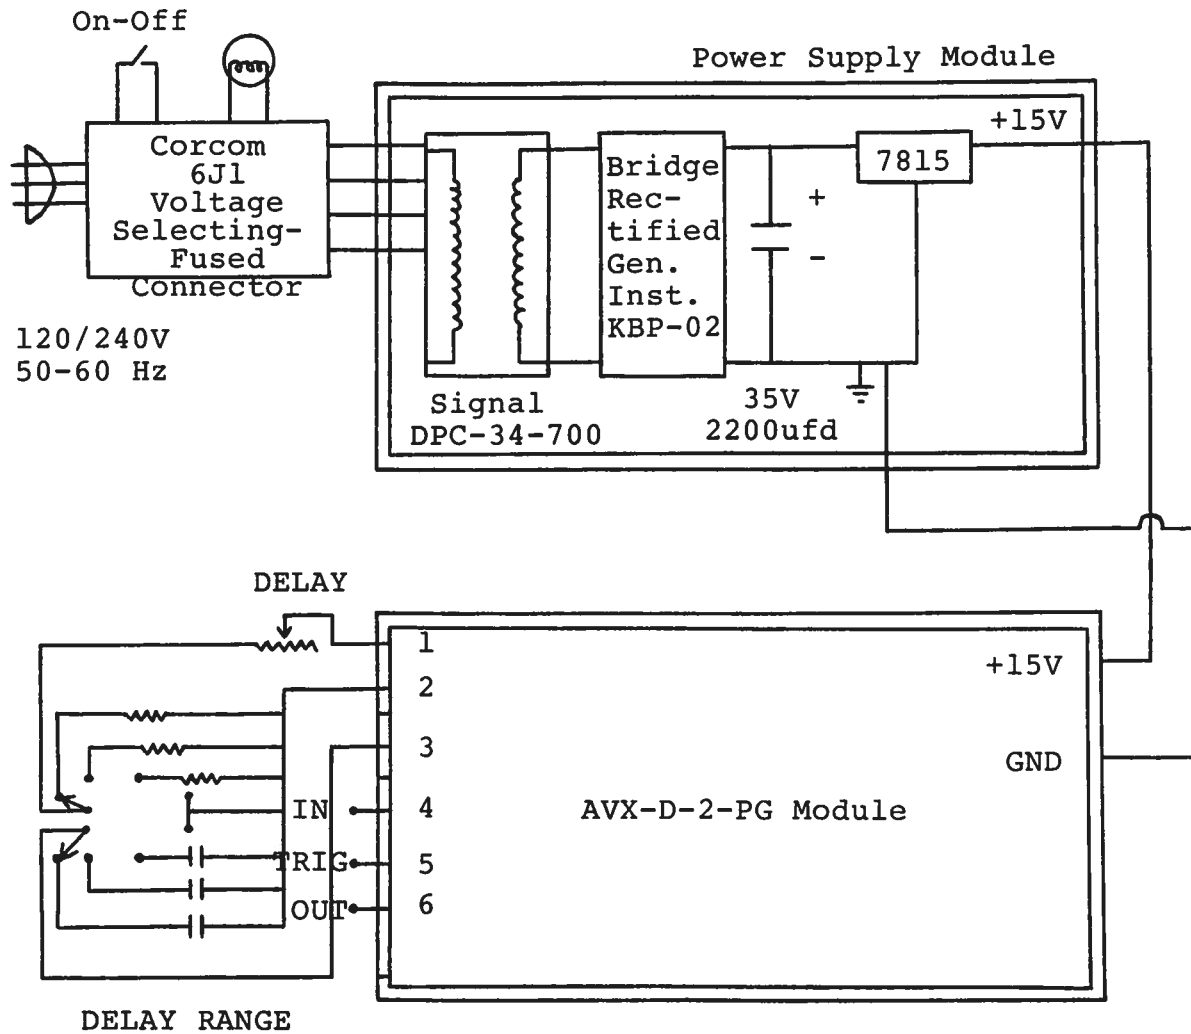 On-Off
Power Supply Module
Corcom
6J1
Voltage
Selecting-
Fused
Connector
120/240V
50-60 Hz
Signal
DPC-34-700
Bridge
Rec-
tified
Gen.
Inst.
KBP-02
+
-
35V
2200ufd
7815
+15V
DELAY
1
2
3
IN 4
TRIG 5
OUT 6
+15V
GND
AVX-D-2-PG Module
DELAY RANGE